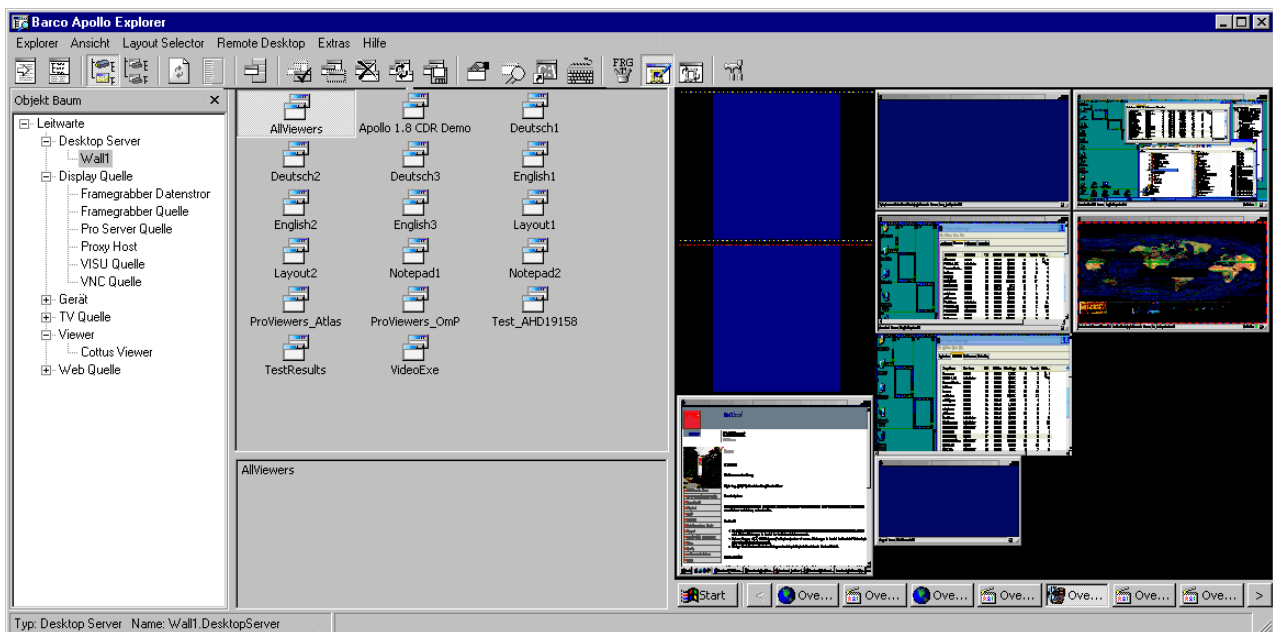 Barco Apollo Explorer
Explorer Ansicht Layout Selector Remote Desktop Extras Hilfe
FRG
Objekt Baum
Leitwarte
Desktop Server
Wall1
Display Quelle
Framegrabber Datenstror
Framegrabber Quelle
Pro Server Quelle
Proxy Host
VISU Quelle
VNC Quelle
Gerät
TV Quelle
Viewer
Cottus Viewer
Web Quelle
AllViewers Apollo 1.8 CDR Demo Deutsch1
Deutsch2 Deutsch3 English1
English2 English3 Layout1
Layout2 Notepad1 Notepad2
ProViewers_Atlas ProViewers_OmP Test_AHD19158
TestResults VideoExe
AllViewers
Start < Ove... Ove... Ove... Ove... Ove... Ove... Ove... >
Typ: Desktop Server Name: Wall1.DesktopServer